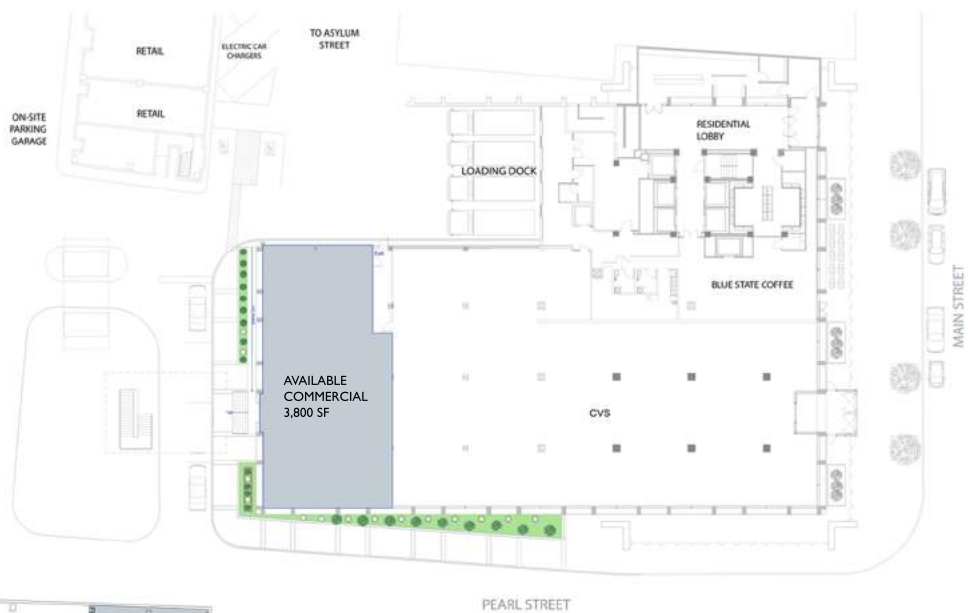 TO ASYLUM
STREET
RETAIL
ELECTRIC CAR
CHARGERS
RETAIL
ON-SITE
PARKING
GARAGE
RESIDENTIAL
LOBBY
LOADING DOCK
BLUE STATE COFFEE
MAIN STREET
AVAILABLE
COMMERCIAL
3,800 SF
CVS
PEARL STREET